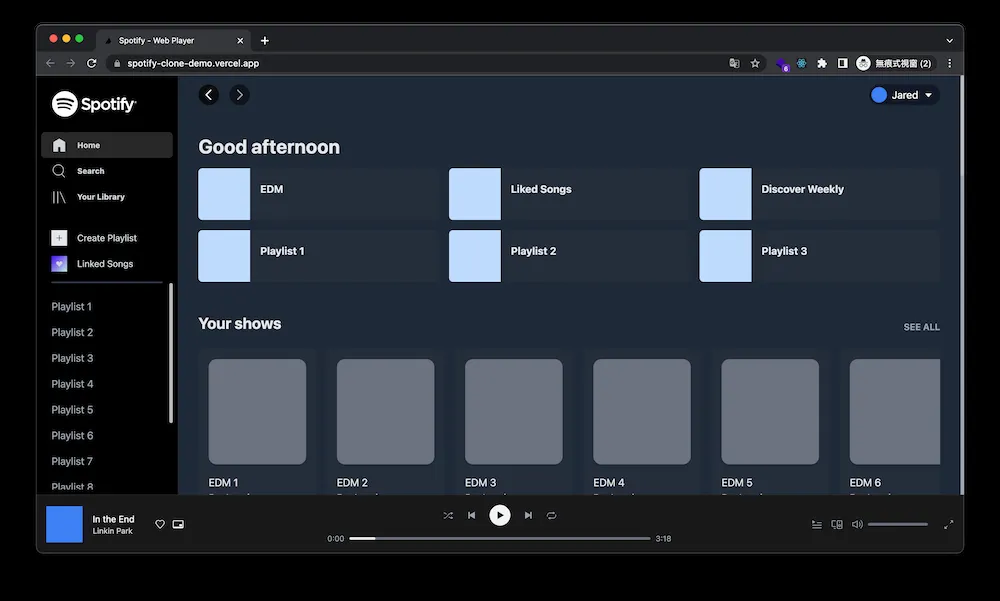 Spotify - Web Player
spotify-clone-demo.vercel.app
6
無痕式視窗 (2)
Spotify
Jared
Home
Search
Your Library
Create Playlist
Linked Songs
Playlist 1
Playlist 2
Playlist 3
Playlist 4
Playlist 5
Playlist 6
Playlist 7
Playlist 8
Good afternoon
EDM
Liked Songs
Discover Weekly
Playlist 1
Playlist 2
Playlist 3
Your shows
SEE ALL
EDM 1
EDM 2
EDM 3
EDM 4
EDM 5
EDM 6
In the End
Linkin Park
0:00
3:18